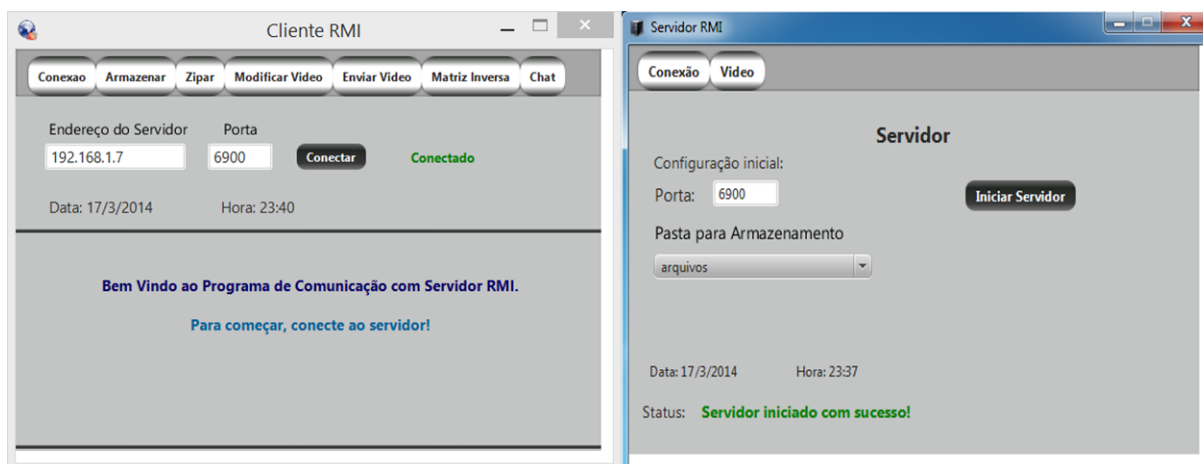 Cliente RMI
Conexao Armazenar Zipar Modificar Video Enviar Video Matriz Inversa Chat
Endereço do Servidor Porta
192.168.1.7 6900 Conectar Conectado
Data: 17/3/2014 Hora: 23:40
Bem Vindo ao Programa de Comunicação com Servidor RMI.
Para começar, conecte ao servidor!
Servidor RMI
Conexão Video
Servidor
Configuração inicial:
Porta: 6900 Iniciar Servidor
Pasta para Armazenamento
arquivos
Data: 17/3/2014 Hora: 23:37
Status: Servidor iniciado com sucesso!